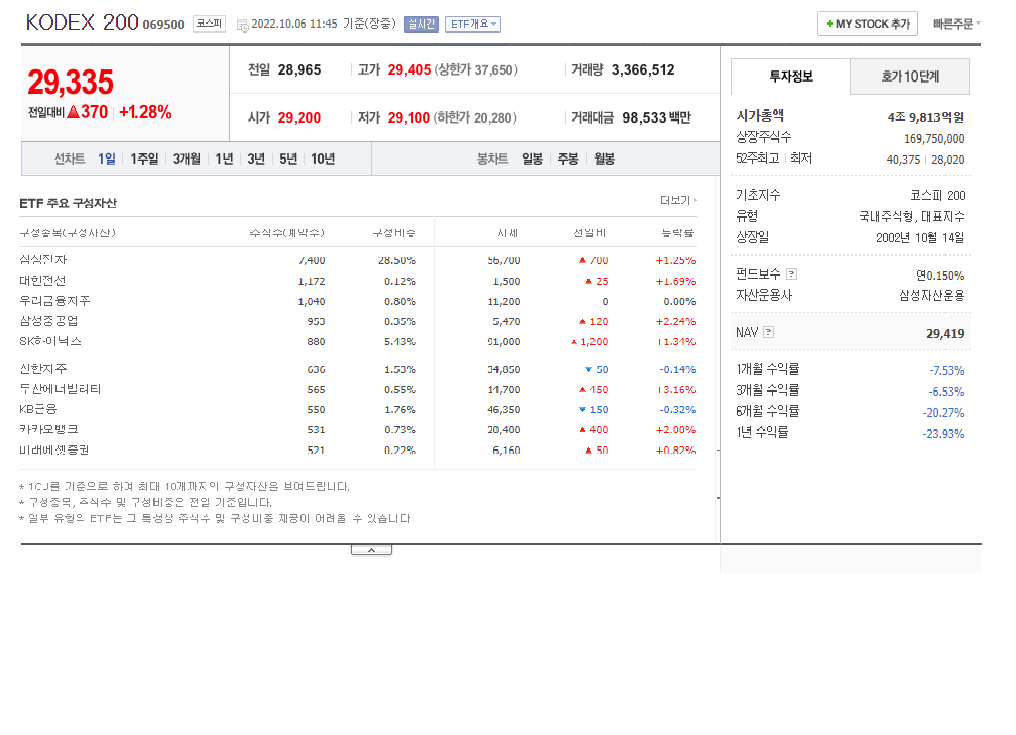 KODEX 200 069500 코스피 2022.10.06 11:45 기준(장중) 실시간 ETF개요 + MY STOCK 추가 빠른주문
29,335
전일대비 ▲370 +1.28%
전일 28,965 고가 29,405 (상한가 37,650) 거래량 3,366,512
시가 29,200 저가 29,100 (하한가 20,280) 거래대금 98,533 백만
선차트 1일 1주일 3개월 1년 3년 5년 10년 봉차트 일봉 주봉 월봉
ETF 주요 구성자산 더보기
구성종목(구성자산) 주식수(계약수) 구성비중 시세 전일비 등락률
삼성전자 7,400 28.50% 56,700 ▲ 700 +1.25%
대한전선 1,172 0.12% 1,500 ▲ 25 +1.69%
우리금융지주 1,040 0.80% 11,200 0 0.00%
삼성중공업 953 0.35% 5,470 ▲ 120 +2.24%
SK하이닉스 880 5.43% 91,000 ▲ 1,200 +1.34%
신한지주 636 1.53% 34,850 ▼ 50 -0.14%
두산에너빌리티 565 0.55% 14,700 ▲ 450 +3.16%
KB금융 550 1.76% 46,350 ▼ 150 -0.32%
카카오뱅크 531 0.73% 20,400 ▲ 400 +2.00%
미래에셋증권 521 0.22% 6,160 ▲ 50 +0.82%
* 1CU를 기준으로 하여 최대 10개까지의 구성자산을 보여드립니다.
* 구성종목, 주식수 및 구성비중은 전일 기준입니다.
* 일부 유형의 ETF는 그 특성상 주식수 및 구성비중 제공이 어려울 수 있습니다
투자정보 호가 10단계
시가총액 4조 9,813억원
상장주식수 169,750,000
52주최고 최저 40,375 28,020
기초지수 코스피 200
유형 국내주식형, 대표지수
상장일 2002년 10월 14일
펀드보수 ? 연0.150%
자산운용사 삼성자산운용
NAV ? 29,419
1개월 수익률 -7.53%
3개월 수익률 -6.53%
6개월 수익률 -20.27%
1년 수익률 -23.93%